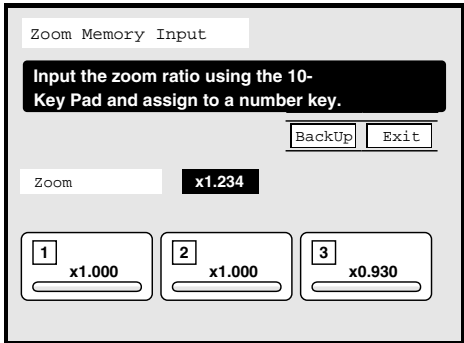 Zoom Memory Input
Input the zoom ratio using the 10-
Key Pad and assign to a number key.
BackUp Exit
Zoom x1.234
1 2 3
x1.000 x1.000 x0.930